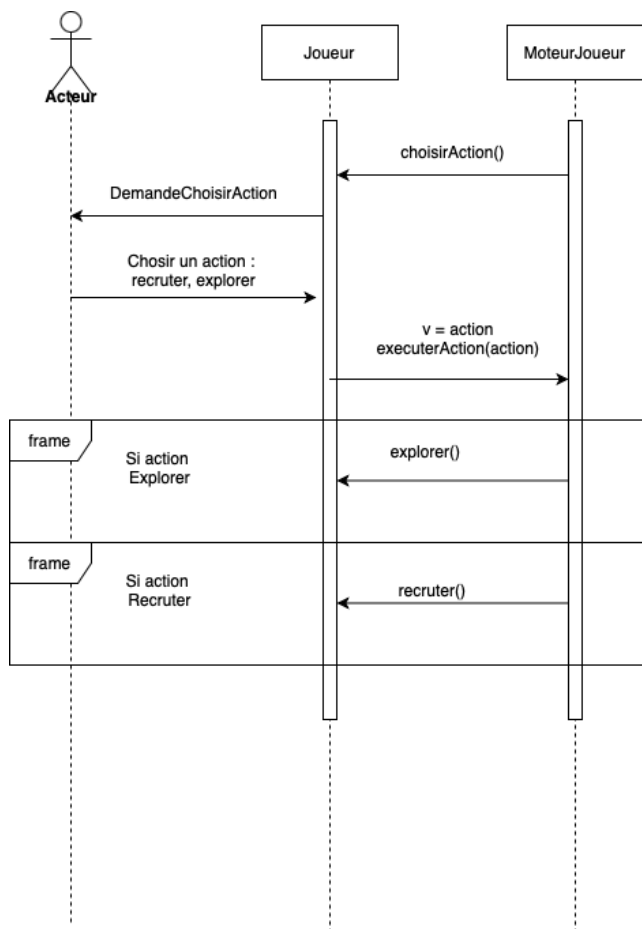 Joueur
MoteurJoueur
Acteur
choisirAction()
DemandeChoisirAction
Chosir un action :
recruter, explorer
v = action
executerAction(action)
frame
Si action
Explorer
explorer()
frame
Si action
Recruter
recruter()